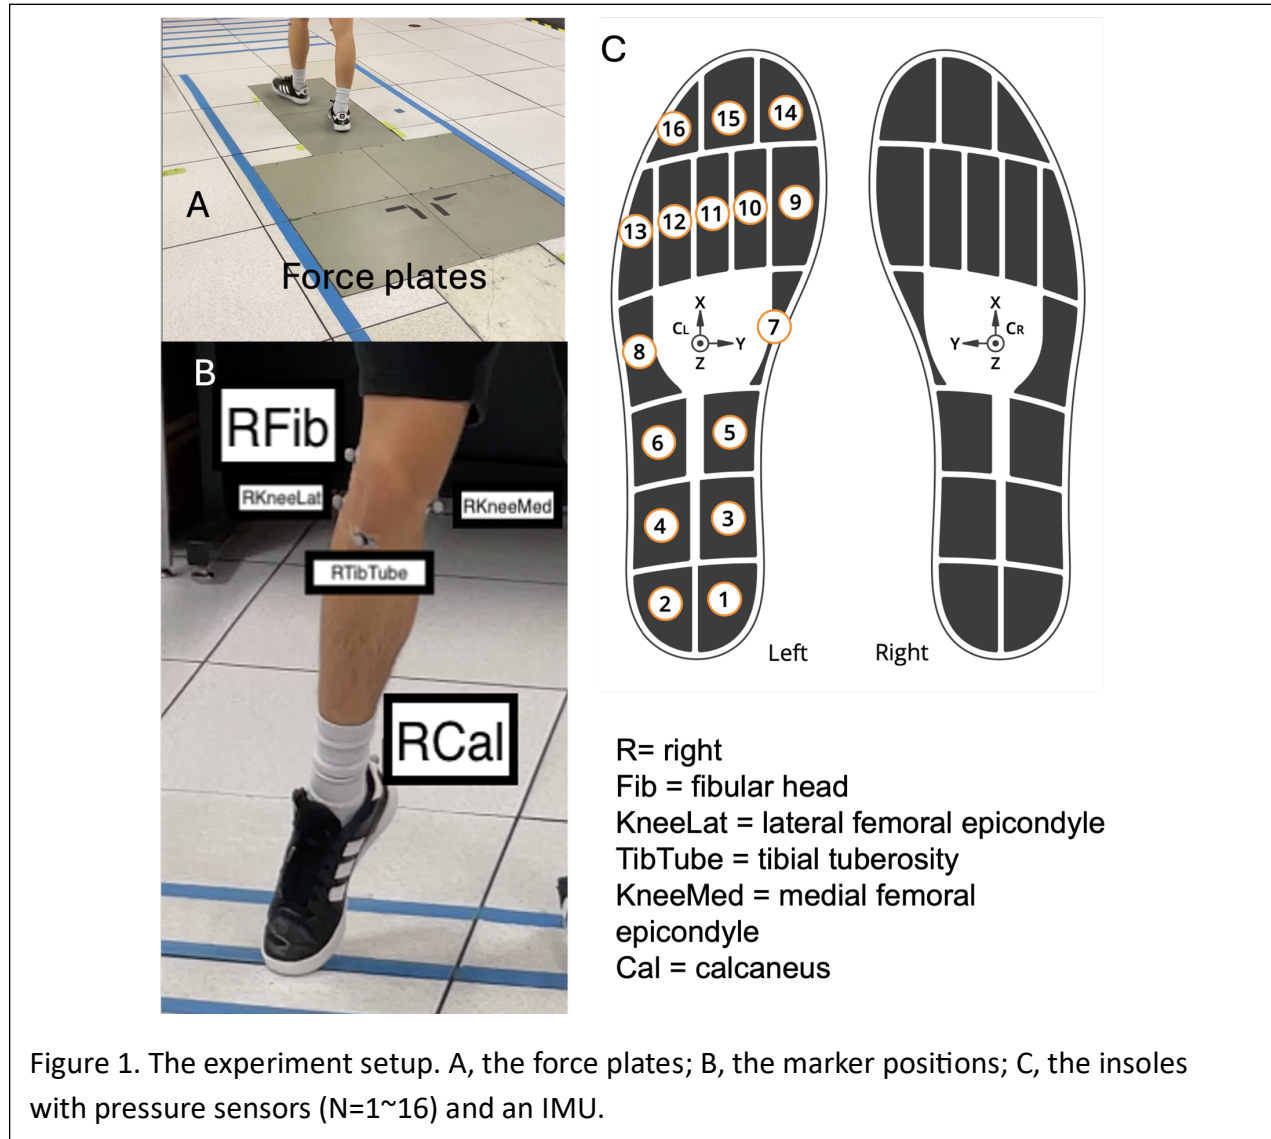 A
Force plates
B
RFib
RKneeLat
RKneeMed
RTibTube
RCal
C
16
15
14
13
12
11
10
9
X
CL
Y
Z
7
8
X
Y
CR
Z
6
5
4
3
2
1
Left
Right
R= right
Fib = fibular head
KneeLat = lateral femoral epicondyle
TibTube = tibial tuberosity
KneeMed = medial femoral
epicondyle
Cal = calcaneus
Figure 1. The experiment setup. A, the force plates; B, the marker positions; C, the insoles
with pressure sensors (N=1~16) and an IMU.